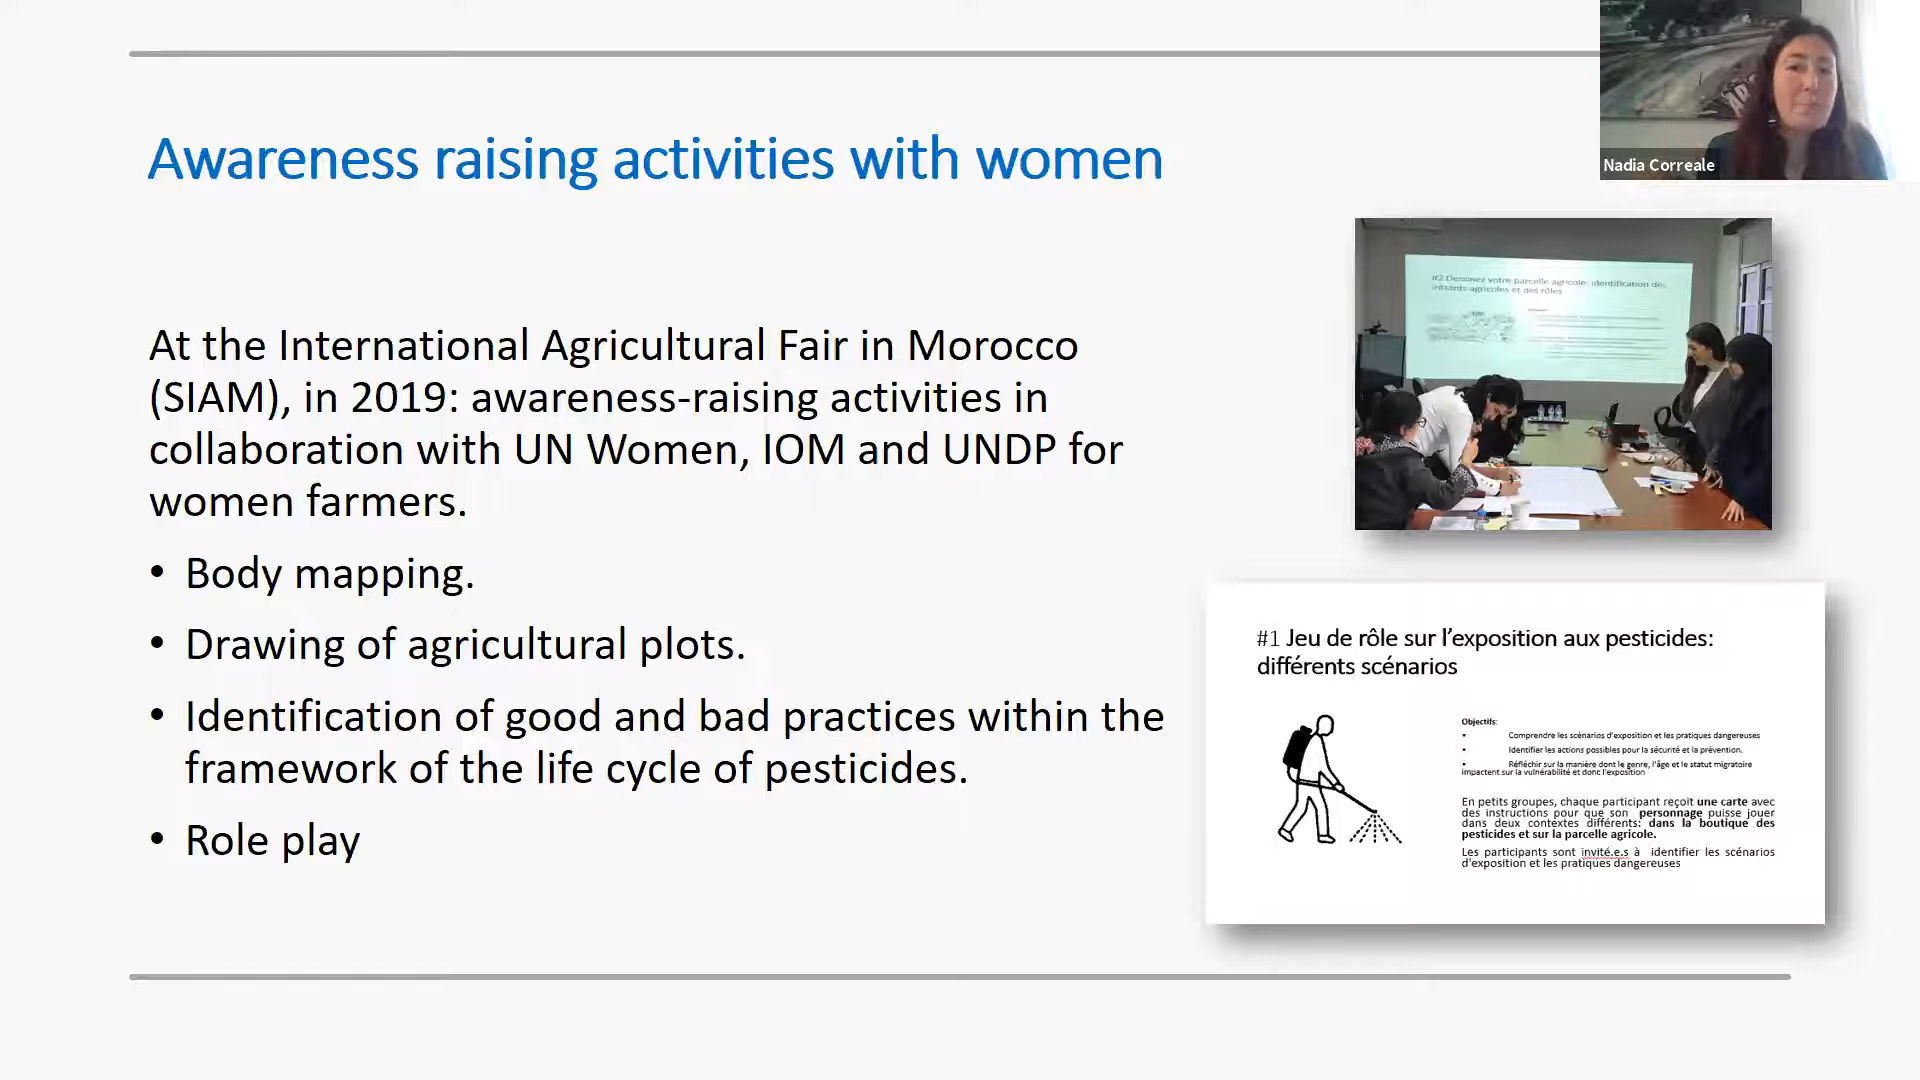 Awareness raising activities with women
Nadia Correale
At the International Agricultural Fair in Morocco
(SIAM), in 2019: awareness-raising activities in
collaboration with UN Women, IOM and UNDP for
women farmers.
• Body mapping.
• Drawing of agricultural plots.
• Identification of good and bad practices within the
framework of the life cycle of pesticides.
• Role play
#2 Dessinez votre parcelle agricole: identification des
intrants agricoles et des rôles
#1 Jeu de rôle sur l’exposition aux pesticides:
différents scénarios
Objectifs:
• Comprendre les scénarios d'exposition et les pratiques dangereuses
• Identifier les actions possibles pour la sécurité et la prévention.
• Réfléchir sur la manière dont le genre, l'âge et le statut migratoire
impactent sur la vulnérabilité et donc l'exposition
En petits groupes, chaque participant reçoit une carte avec
des instructions pour que son personnage puisse jouer
dans deux contextes différents: dans la boutique des
pesticides et sur la parcelle agricole.
Les participants sont invité.e.s à identifier les scénarios
d'exposition et les pratiques dangereuses